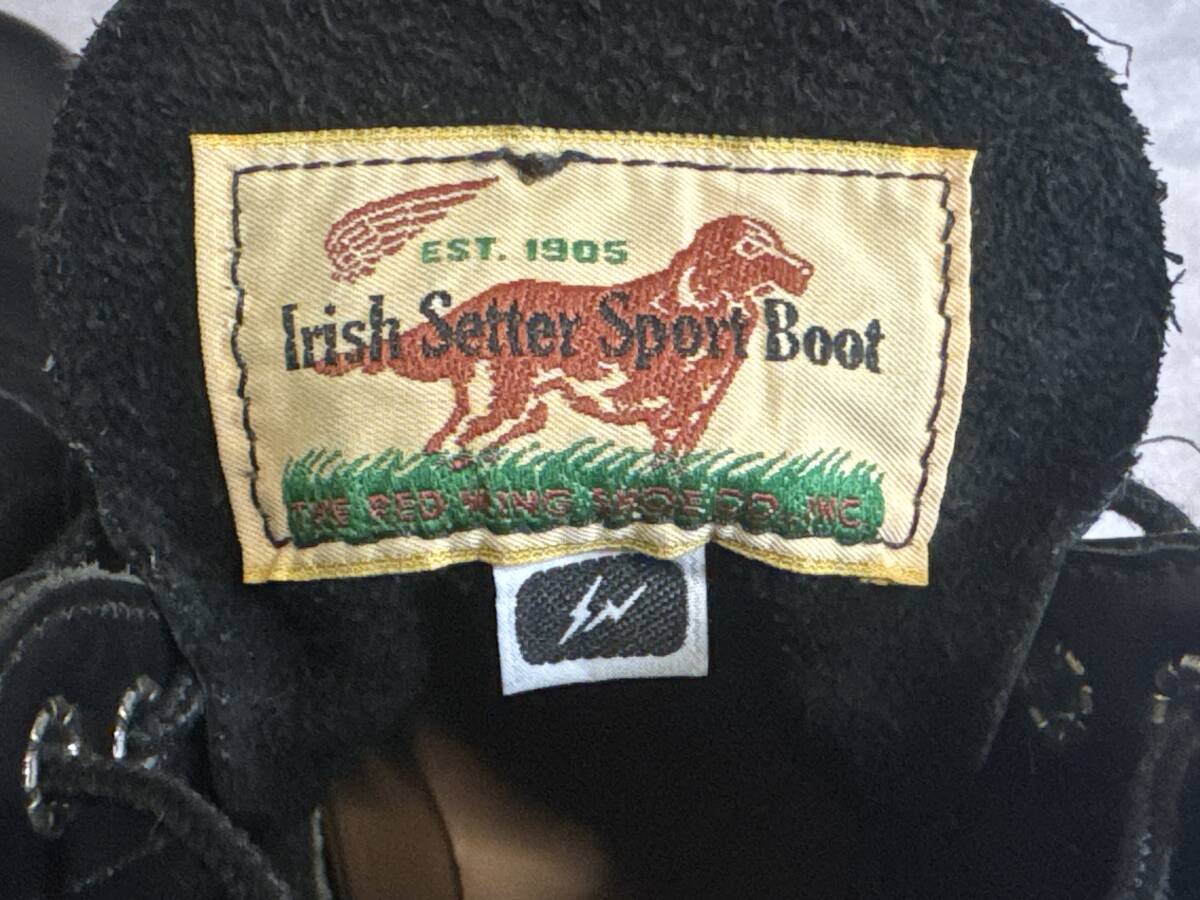 EST. 1905
Irish Setter Sport Boot
THE RED WING SHOE CO., INC